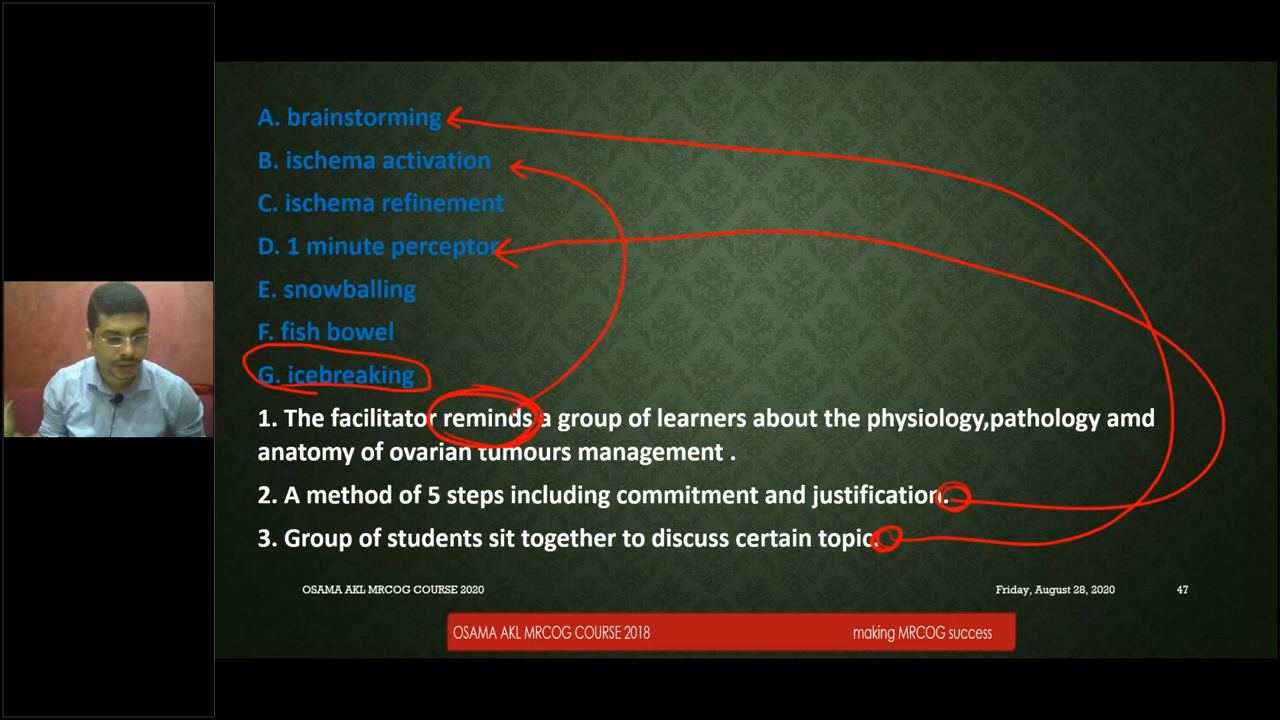 A. brainstorming
B. ischema activation
C. ischema refinement
D. 1 minute perceptor
E. snowballing
F. fish bowel
G. icebreaking
1. The facilitator reminds a group of learners about the physiology,pathology amd
anatomy of ovarian tumours management .
2. A method of 5 steps including commitment and justification.
3. Group of students sit together to discuss certain topic.
OSAMA AKL MRCOG COURSE 2020 Friday, August 28, 2020 47
OSAMA AKL MRCOG COURSE 2018 making MRCOG success